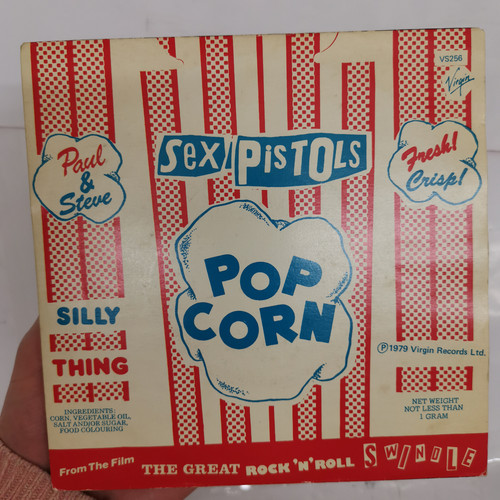 VS256
Virgin
SEX PiSTOLS
Paul
&
Steve
Fresh!
Crisp!
POP
CORN
SILLY
THING
℗ 1979 Virgin Records Ltd.
INGREDIENTS:
CORN, VEGETABLE OIL,
SALT AND/OR SUGAR,
FOOD COLOURING
NET WEIGHT
NOT LESS THAN
1 GRAM
From The Film THE GREAT ROCK 'N' ROLL SWINDLE